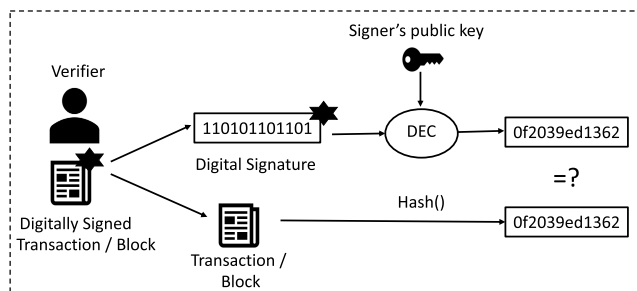 Signer's public key
Verifier
110101101101
DEC
0f2039ed1362
Digital Signature
=?
Hash()
Digitally Signed
Transaction / Block
0f2039ed1362
Transaction /
Block